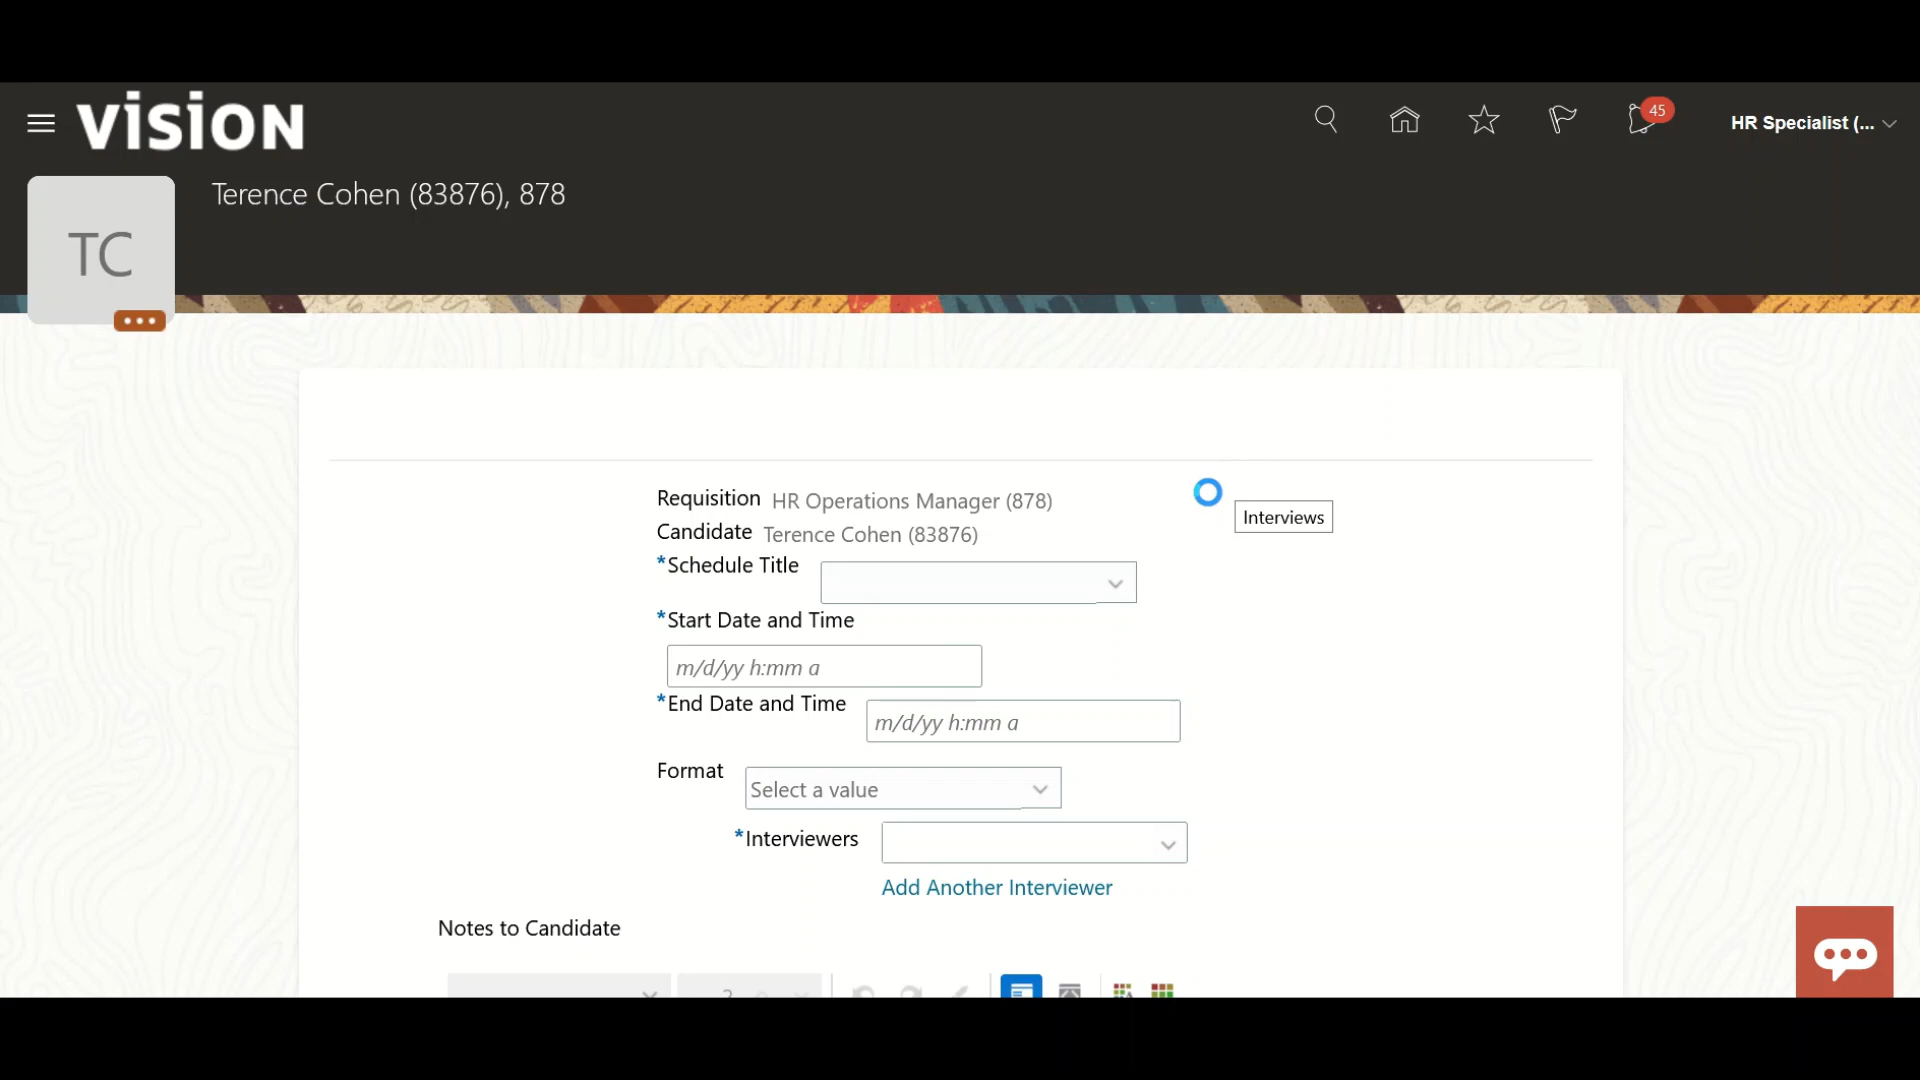 vision
45
HR Specialist (...
TC
Terence Cohen (83876), 878
Requisition HR Operations Manager (878)
Interviews
Candidate Terence Cohen (83876)
*Schedule Title
*Start Date and Time
m/d/yy h:mm a
*End Date and Time m/d/yy h:mm a
Format Select a value
*Interviewers
Add Another Interviewer
Notes to Candidate